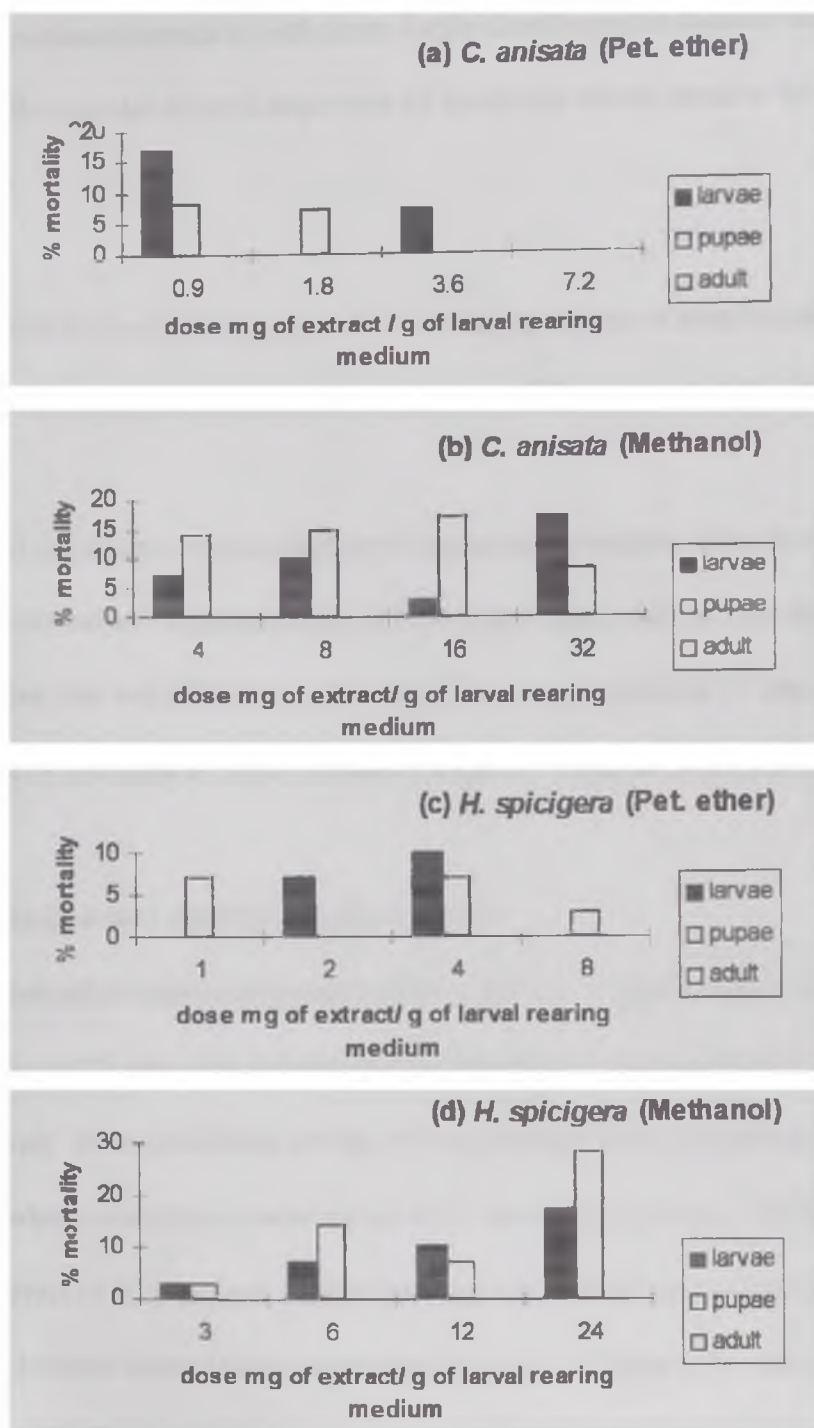 (a) C. anisata (Pet. ether)
% mortality
20
15
10
5
0
0.9 1.8 3.6 7.2
dose mg of extract / g of larval rearing
medium
larvae
pupae
adult
(b) C. anisata (Methanol)
% mortality
20
15
10
5
0
4 8 16 32
dose mg of extract/ g of larval rearing
medium
larvae
pupae
adult
(c) H. spicigera (Pet. ether)
% mortality
10
5
0
1 2 4 8
dose mg of extract/ g of larval rearing
medium
larvae
pupae
adult
(d) H. spicigera (Methanol)
% mortality
30
20
10
0
3 6 12 24
dose mg of extract/ g of larval rearing
medium
larvae
pupae
adult